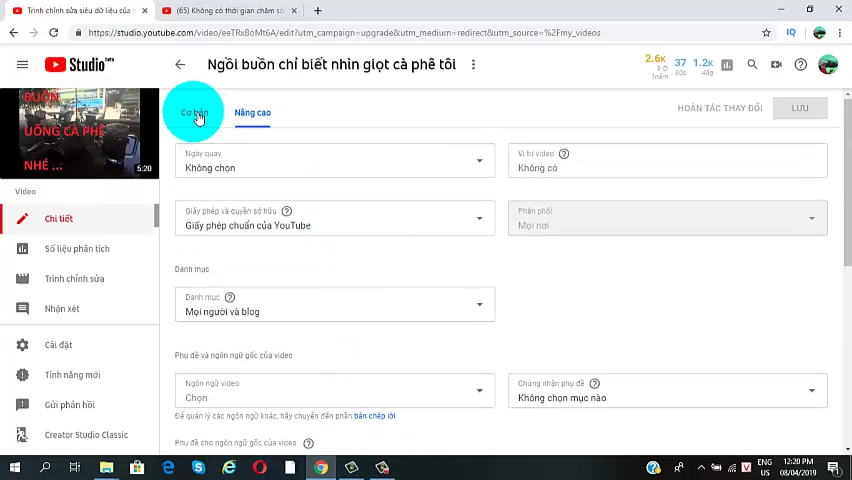 Trình chỉnh sửa siêu dữ liệu của v
(65) Không có thời gian chăm só
https://studio.youtube.com/video/eeTRxBoMt6A/edit?utm_campaign=upgrade&utm_medium=redirect&utm_source=%2Fmy_videos
IQ
Studio beta
Ngồi buồn chỉ biết nhìn giọt cà phê tôi
2.6k 37 1.2k
1năm 60p 48g
BUỒN
UỐNG CÀ PHÊ
NHÉ ...
5:20
Cơ bản
Nâng cao
HOÀN TÁC THAY ĐỔI
LƯU
Ngày quay
Không chọn
Vị trí video
Không có
Giấy phép và quyền sở hữu
Giấy phép chuẩn của YouTube
Phân phối
Mọi nơi
Danh mục
Danh mục
Mọi người và blog
Phụ đề và ngôn ngữ gốc của video
Ngôn ngữ video
Chọn
Chứng nhận phụ đề
Không chọn mục nào
Để quản lý các ngôn ngữ khác, hãy chuyển đến phần bản chép lời
Phụ đề cho ngôn ngữ gốc của video
Video
Chi tiết
Số liệu phân tích
Trình chỉnh sửa
Nhận xét
Cài đặt
Tính năng mới
Gửi phản hồi
Creator Studio Classic
ENG
US
12:20 PM
08/04/2019